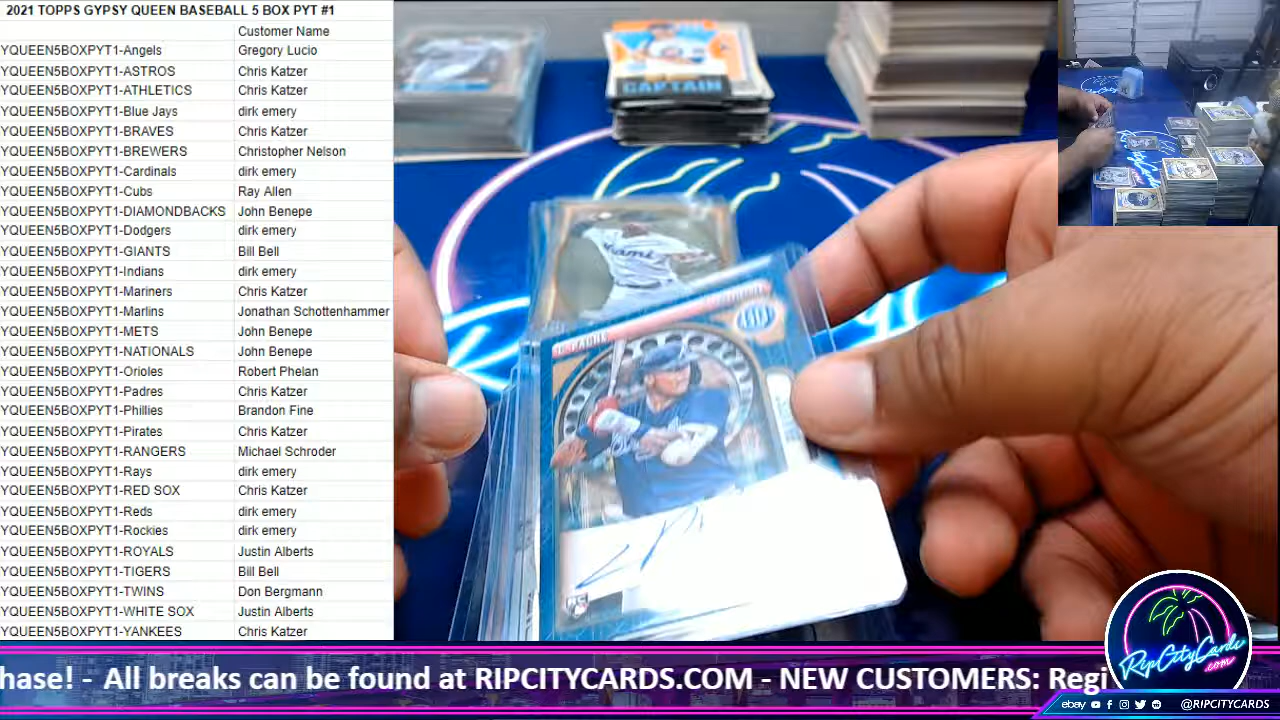 2021 TOPPS GYPSY QUEEN BASEBALL 5 BOX PYT #1
Customer Name
YQUEEN5BOXPYT1-Angels Gregory Lucio
YQUEEN5BOXPYT1-ASTROS Chris Katzer
YQUEEN5BOXPYT1-ATHLETICS Chris Katzer
YQUEEN5BOXPYT1-Blue Jays dirk emery
YQUEEN5BOXPYT1-BRAVES Chris Katzer
YQUEEN5BOXPYT1-BREWERS Christopher Nelson
YQUEEN5BOXPYT1-Cardinals dirk emery
YQUEEN5BOXPYT1-Cubs Ray Allen
YQUEEN5BOXPYT1-DIAMONDBACKS John Benepe
YQUEEN5BOXPYT1-Dodgers dirk emery
YQUEEN5BOXPYT1-GIANTS Bill Bell
YQUEEN5BOXPYT1-Indians dirk emery
YQUEEN5BOXPYT1-Mariners Chris Katzer
YQUEEN5BOXPYT1-Marlins Jonathan Schottenhammer
YQUEEN5BOXPYT1-METS John Benepe
YQUEEN5BOXPYT1-NATIONALS John Benepe
YQUEEN5BOXPYT1-Orioles Robert Phelan
YQUEEN5BOXPYT1-Padres Chris Katzer
YQUEEN5BOXPYT1-Phillies Brandon Fine
YQUEEN5BOXPYT1-Pirates Chris Katzer
YQUEEN5BOXPYT1-RANGERS Michael Schroder
YQUEEN5BOXPYT1-Rays dirk emery
YQUEEN5BOXPYT1-RED SOX Chris Katzer
YQUEEN5BOXPYT1-Reds dirk emery
YQUEEN5BOXPYT1-Rockies dirk emery
YQUEEN5BOXPYT1-ROYALS Justin Alberts
YQUEEN5BOXPYT1-TIGERS Bill Bell
YQUEEN5BOXPYT1-TWINS Don Bergmann
YQUEEN5BOXPYT1-WHITE SOX Justin Alberts
YQUEEN5BOXPYT1-YANKEES Chris Katzer
CAPTAIN
GQ
hase! - All breaks can be found at RIPCITYCARDS.COM - NEW CUSTOMERS: Regi
RipCityCards
.com
ebay @RIPCITYCARDS